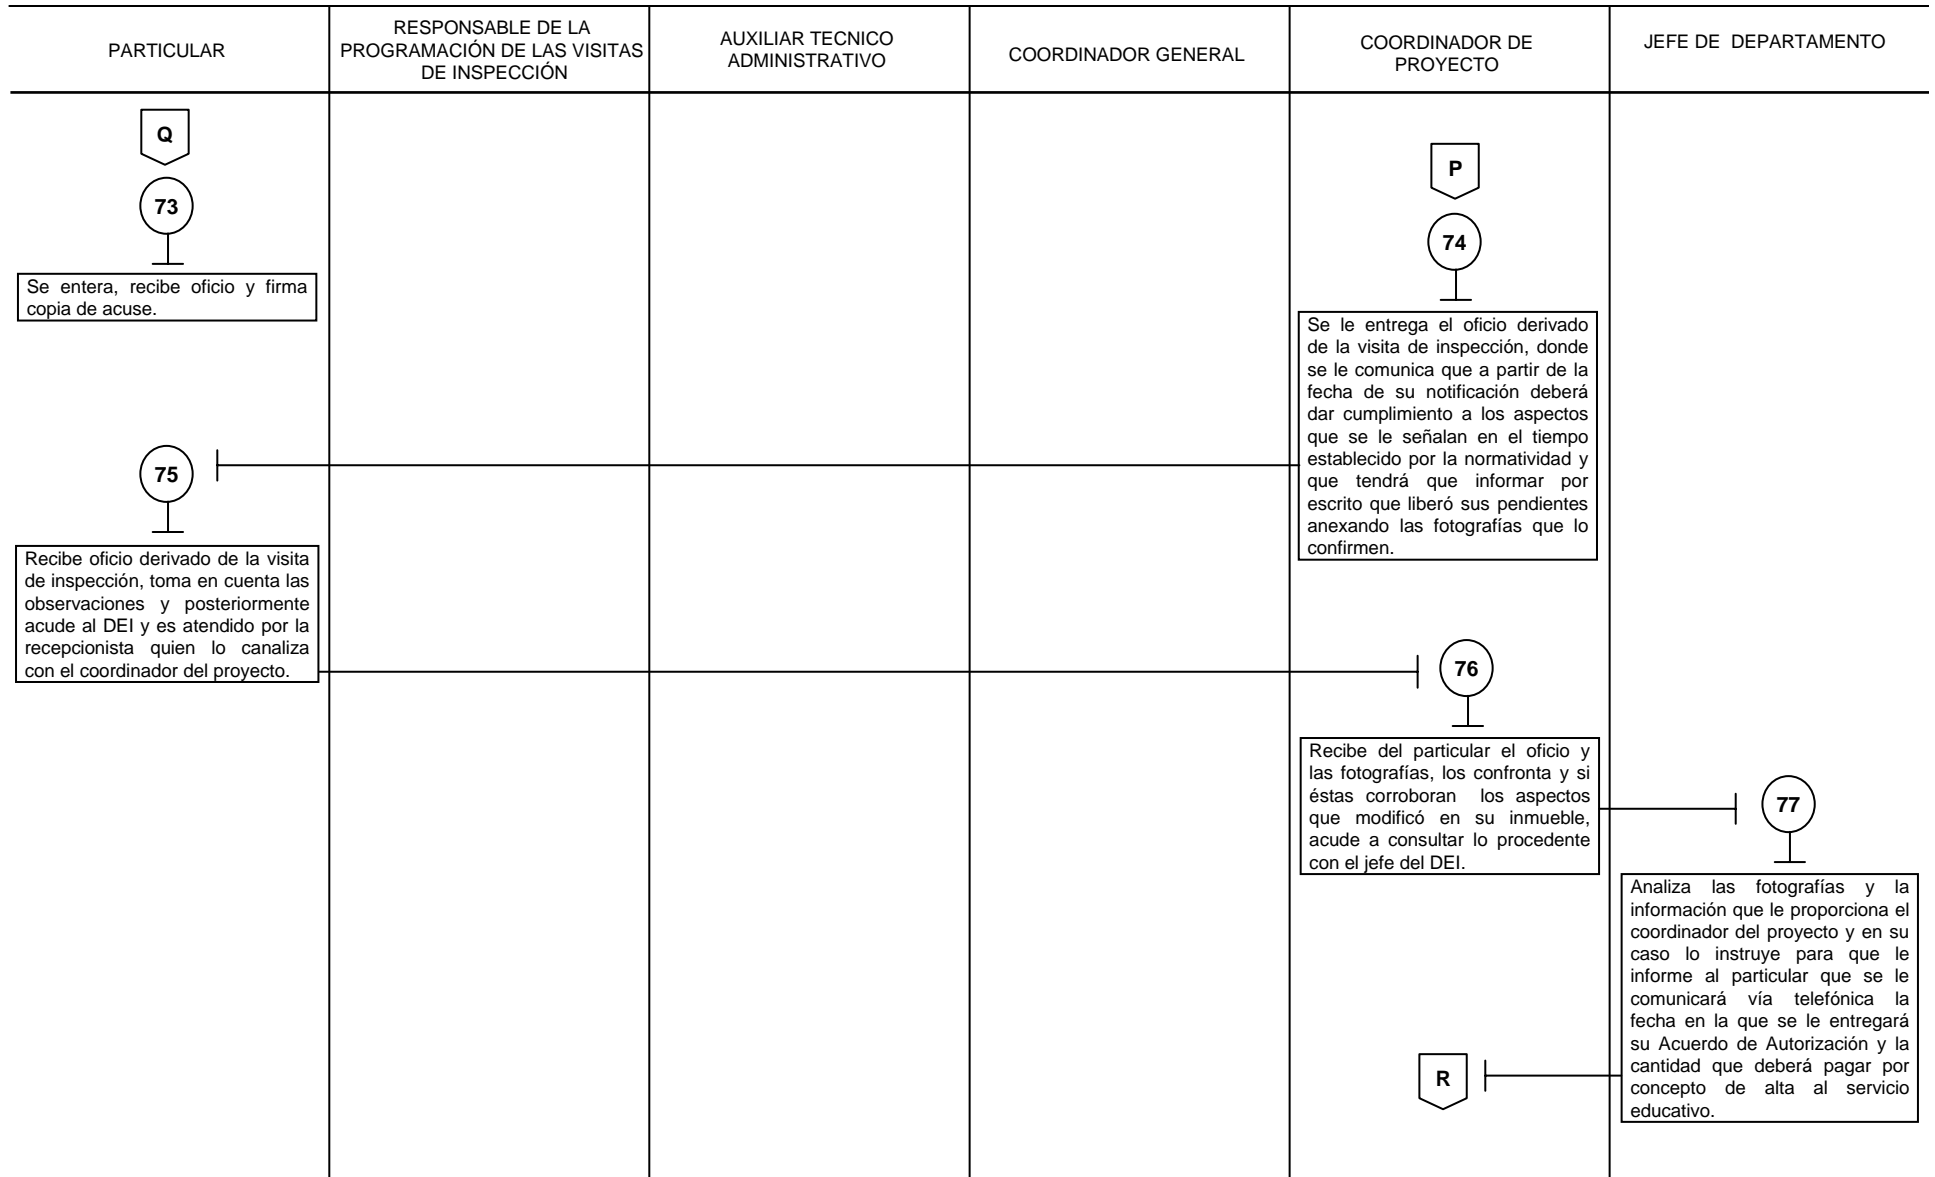 PARTICULAR
RESPONSABLE DE LA
PROGRAMACIÓN DE LAS VISITAS
DE INSPECCIÓN
AUXILIAR TECNICO
ADMINISTRATIVO
COORDINADOR GENERAL
COORDINADOR DE
PROYECTO
JEFE DE DEPARTAMENTO
Q
73
Se entera, recibe oficio y firma
copia de acuse.
P
74
Se le entrega el oficio derivado
de la visita de inspección, donde
se le comunica que a partir de la
fecha de su notificación deberá
dar cumplimiento a los aspectos
que se le señalan en el tiempo
establecido por la normatividad y
que tendrá que informar por
escrito que liberó sus pendientes
anexando las fotografías que lo
confirmen.
75
Recibe oficio derivado de la visita
de inspección, toma en cuenta las
observaciones y posteriormente
acude al DEI y es atendido por la
recepcionista quien lo canaliza
con el coordinador del proyecto.
76
Recibe del particular el oficio y
las fotografías, los confronta y si
éstas corroboran los aspectos
que modificó en su inmueble,
acude a consultar lo procedente
con el jefe del DEI.
77
Analiza las fotografías y la
información que le proporciona el
coordinador del proyecto y en su
caso lo instruye para que le
informe al particular que se le
comunicará vía telefónica la
fecha en la que se le entregará
su Acuerdo de Autorización y la
cantidad que deberá pagar por
concepto de alta al servicio
educativo.
R